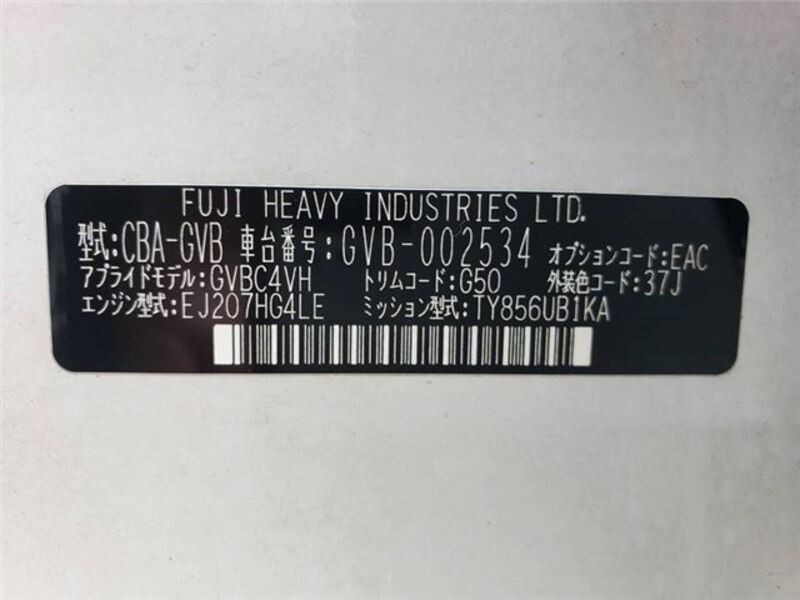 FUJI HEAVY INDUSTRIES LTD.
型式:CBA-GVB 車台番号:GVB-002534 オプションコード:EAC
アプライドモデル:GVBC4VH トリムコード:G50 外装色コード:37J
エンジン型式:EJ207HG4LE ミッション型式:TY856UB1KA